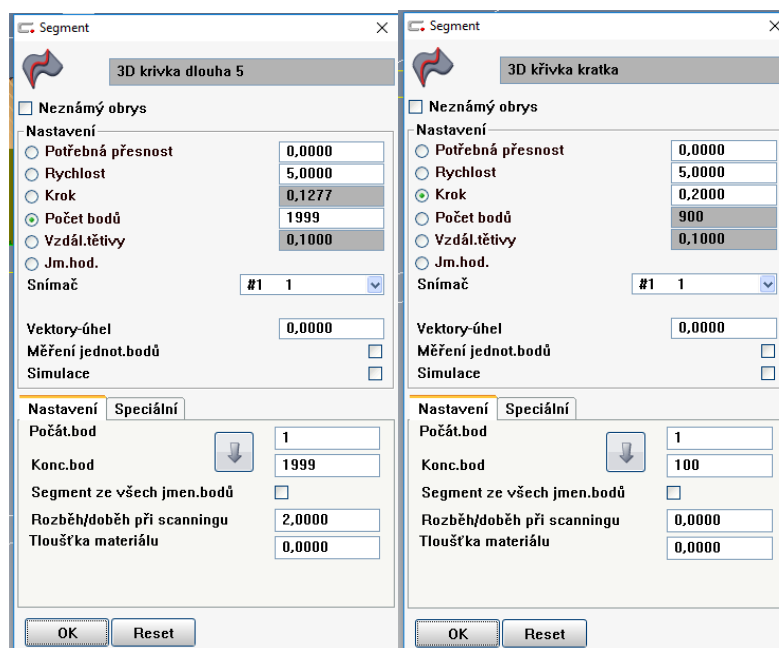 Segment
3D krivka dlouha 5
Neznámý obrys
Nastavení
Potřebná přesnost 0,0000
Rychlost 5,0000
Krok 0,1277
Počet bodů 1999
Vzdál.tětivy 0,1000
Jm.hod.
Snímač #1 1
Vektory-úhel 0,0000
Měření jednot.bodů
Simulace
Nastavení Speciální
Počát.bod 1
Konc.bod 1999
Segment ze všech jmen.bodů
Rozběh/doběh při scanningu 2,0000
Tloušťka materiálu 0,0000
OK Reset
Segment
3D křivka kratka
Neznámý obrys
Nastavení
Potřebná přesnost 0,0000
Rychlost 5,0000
Krok 0,2000
Počet bodů 900
Vzdál.tětivy 0,1000
Jm.hod.
Snímač #1 1
Vektory-úhel 0,0000
Měření jednot.bodů
Simulace
Nastavení Speciální
Počát.bod 1
Konc.bod 100
Segment ze všech jmen.bodů
Rozběh/doběh při scanningu 0,0000
Tloušťka materiálu 0,0000
OK Reset